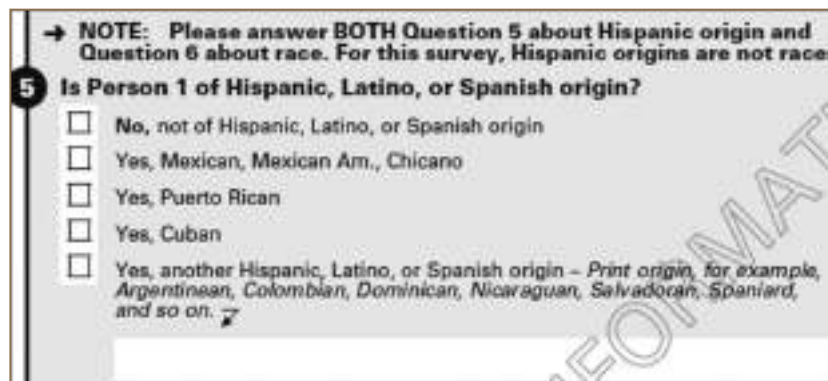 → NOTE: Please answer BOTH Question 5 about Hispanic origin and
Question 6 about race. For this survey, Hispanic origins are not race
5 Is Person 1 of Hispanic, Latino, or Spanish origin?
No, not of Hispanic, Latino, or Spanish origin
Yes, Mexican, Mexican Am., Chicano
Yes, Puerto Rican
Yes, Cuban
Yes, another Hispanic, Latino, or Spanish origin – Print origin, for example,
Argentinean, Colombian, Dominican, Nicaraguan, Salvadoran, Spaniard,
and so on.